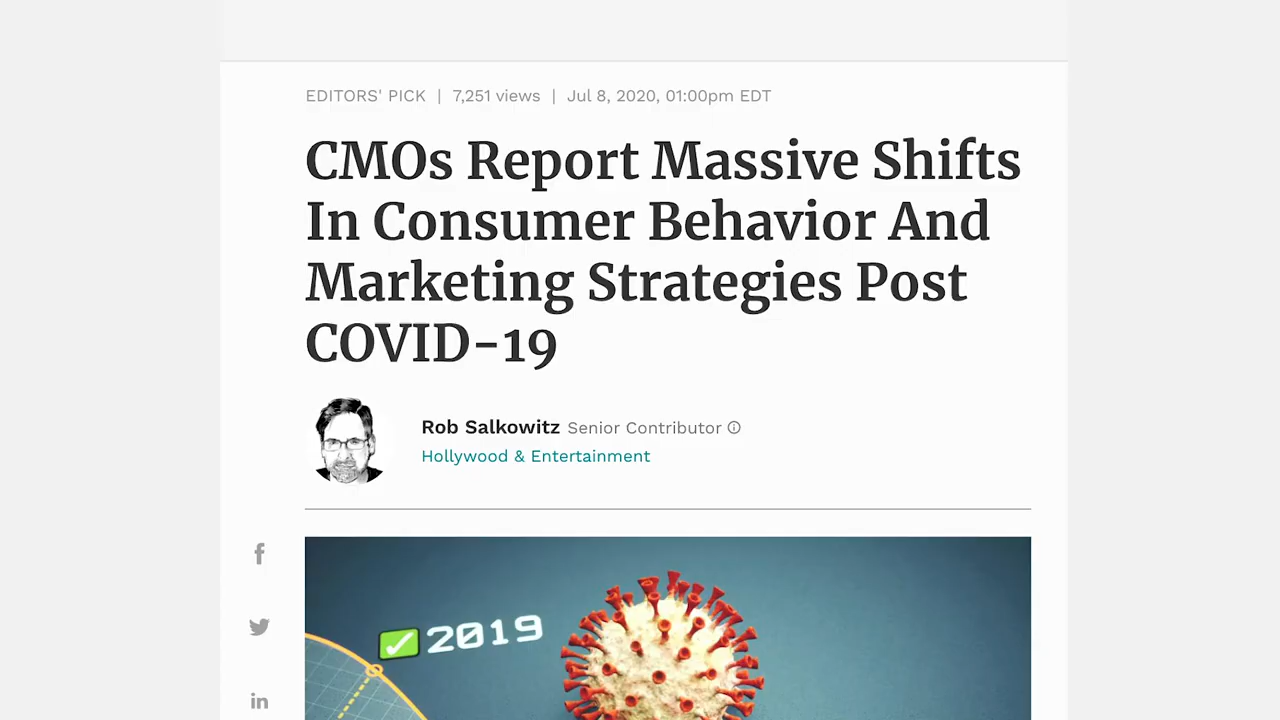 EDITORS' PICK | 7,251 views | Jul 8, 2020, 01:00pm EDT
CMOs Report Massive Shifts
In Consumer Behavior And
Marketing Strategies Post
COVID-19
Rob Salkowitz Senior Contributor
Hollywood & Entertainment
f
2019
in